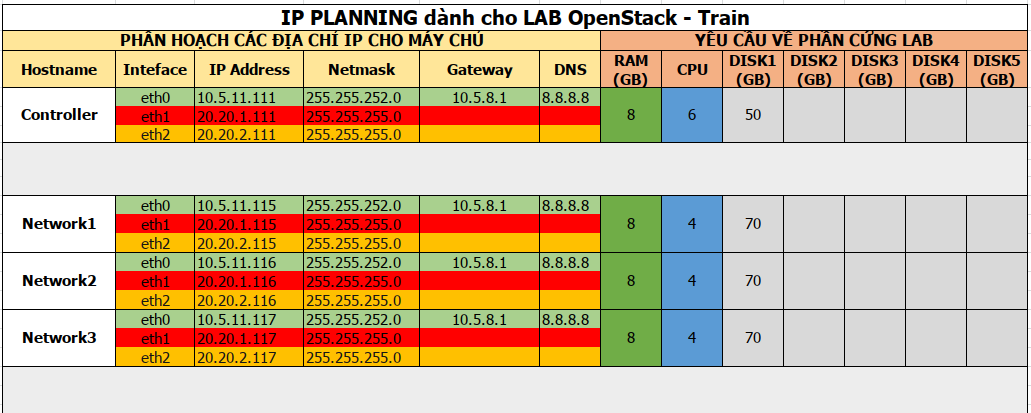 IP PLANNING dành cho LAB OpenStack - Train
PHÂN HOẠCH CÁC ĐỊA CHÍ IP CHO MÁY CHÚ YÊU CẦU VỀ PHẦN CỨNG LAB
Hostname Inteface IP Address Netmask Gateway DNS RAM (GB) CPU DISK1 (GB) DISK2 (GB) DISK3 (GB) DISK4 (GB) DISK5 (GB)
Controller eth0 10.5.11.111 255.255.252.0 10.5.8.1 8.8.8.8 8 6 50
eth1 20.20.1.111 255.255.255.0
eth2 20.20.2.111 255.255.255.0
Network1 eth0 10.5.11.115 255.255.252.0 10.5.8.1 8.8.8.8 8 4 70
eth1 20.20.1.115 255.255.255.0
eth2 20.20.2.115 255.255.255.0
Network2 eth0 10.5.11.116 255.255.252.0 10.5.8.1 8.8.8.8 8 4 70
eth1 20.20.1.116 255.255.255.0
eth2 20.20.2.116 255.255.255.0
Network3 eth0 10.5.11.117 255.255.252.0 10.5.8.1 8.8.8.8 8 4 70
eth1 20.20.1.117 255.255.255.0
eth2 20.20.2.117 255.255.255.0